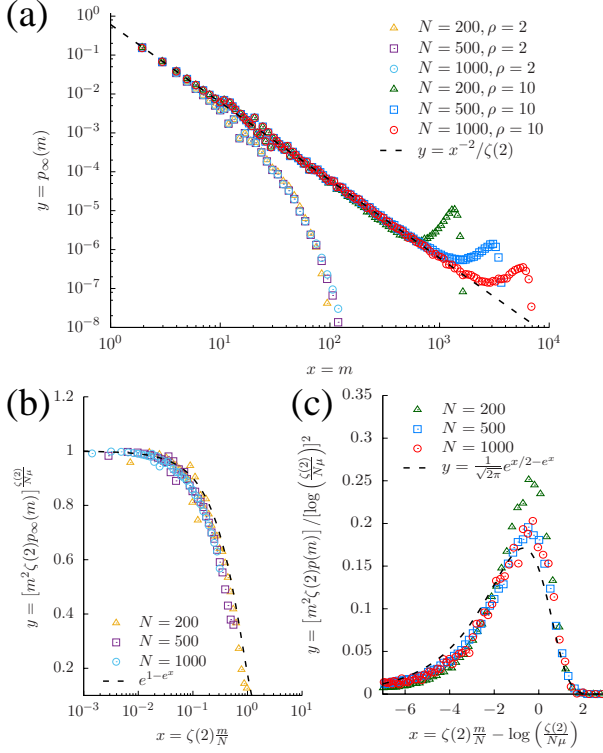 (a)
10^0
10^-1
10^-2
10^-3
10^-4
10^-5
10^-6
10^-7
10^-8
y = p_∞(m)
10^0 10^1 10^2 10^3 10^4
x = m
N = 200, ρ = 2
N = 500, ρ = 2
N = 1000, ρ = 2
N = 200, ρ = 10
N = 500, ρ = 10
N = 1000, ρ = 10
y = x^-2/ζ(2)
(b)
1.2
1
0.8
0.6
0.4
0.2
y = [m^2ζ(2)p_∞(m)]^{ζ(2)/(Nμ)}
N = 200
N = 500
N = 1000
e^{1-e^x}
10^-3 10^-2 10^-1 10^0 10^1
x = ζ(2) m/N
(c)
0.35
0.3
0.25
0.2
0.15
0.1
0.05
0
y = [m^2ζ(2)p(m)]/[log(ζ(2)/(Nμ))]^2
N = 200
N = 500
N = 1000
y = 1/√(2π) e^{x/2-e^x}
-6 -4 -2 0 2
x = ζ(2) m/N - log(ζ(2)/(Nμ))